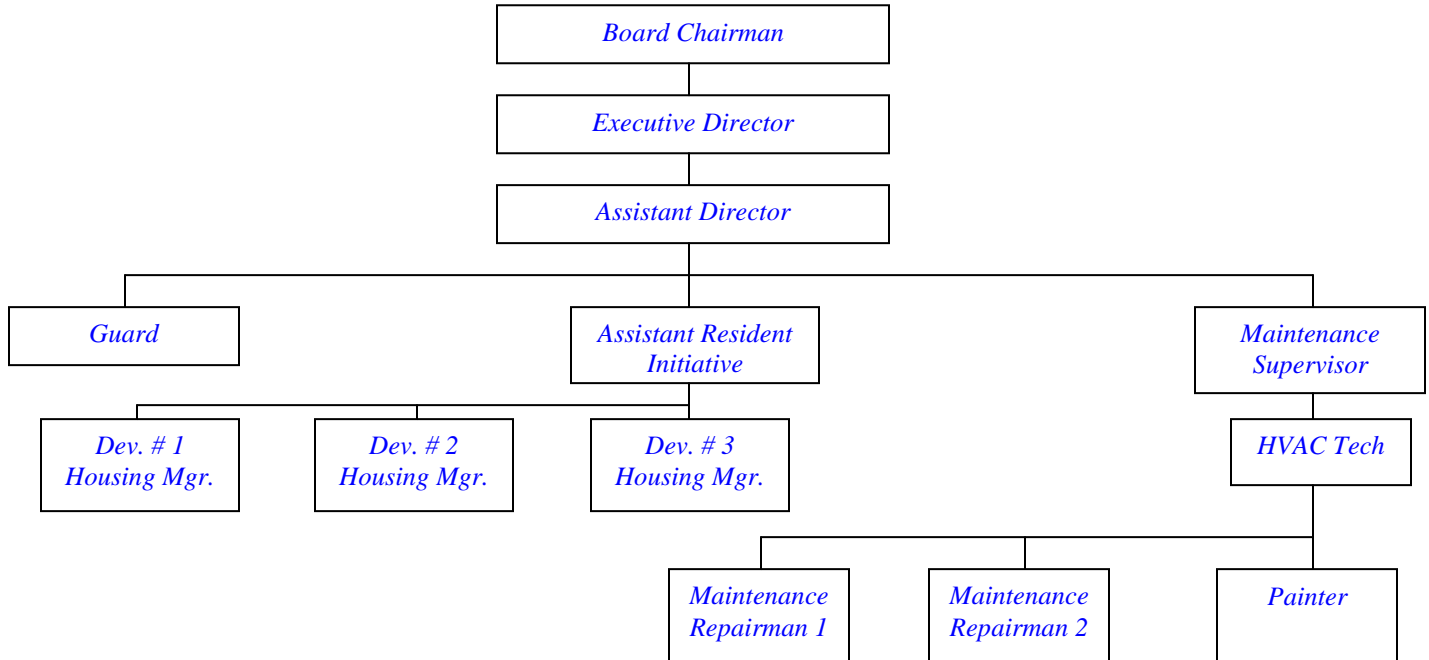 Board Chairman
Executive Director
Assistant Director
Guard
Assistant Resident
Initiative
Maintenance
Supervisor
Dev. # 1
Housing Mgr.
Dev. # 2
Housing Mgr.
Dev. # 3
Housing Mgr.
HVAC Tech
Maintenance
Repairman 1
Maintenance
Repairman 2
Painter